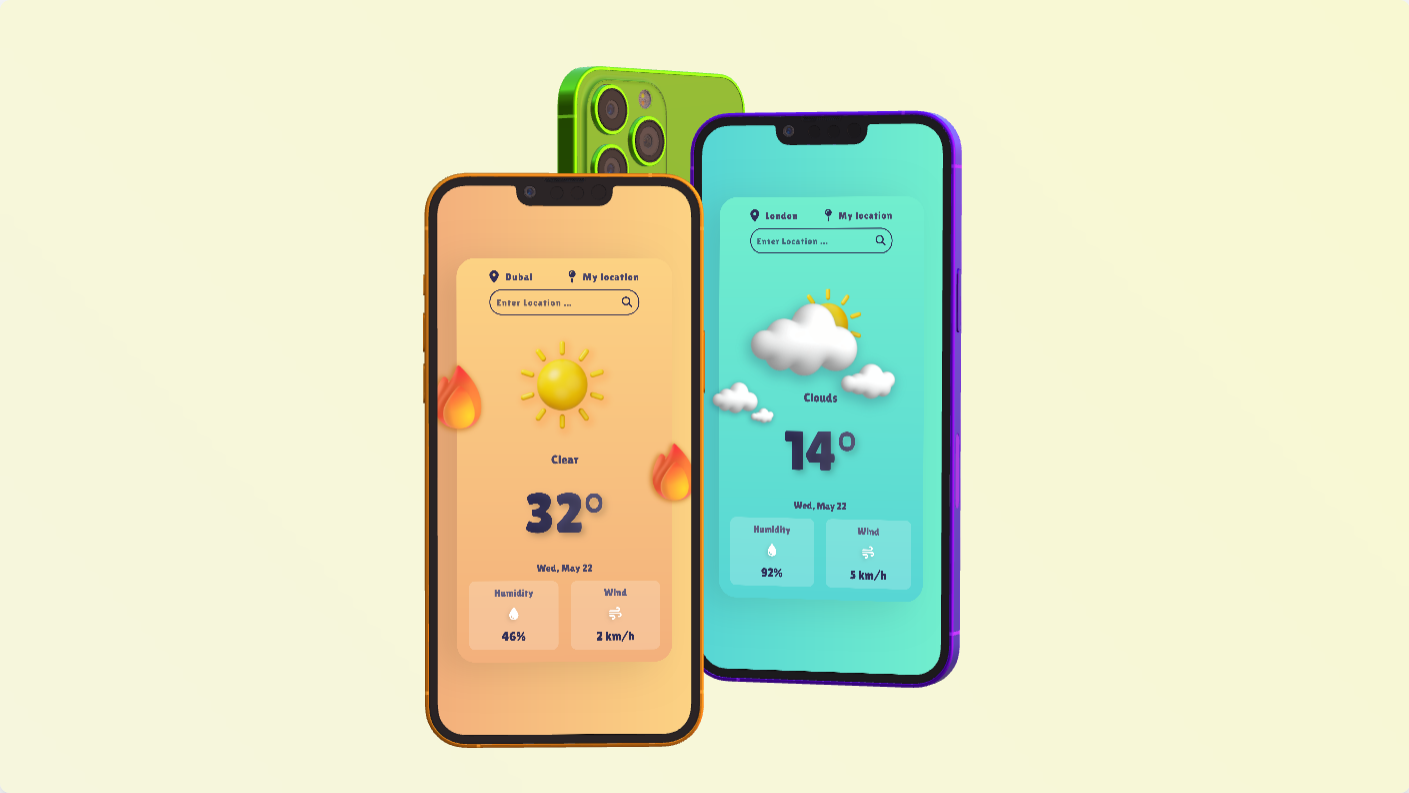 Dubai
My location
Enter Location ...
Clear
32°
Wed, May 22
Humidity
Wind
46%
2 km/h
London
My location
Enter Location ...
Clouds
14°
Wed, May 22
Humidity
Wind
92%
5 km/h